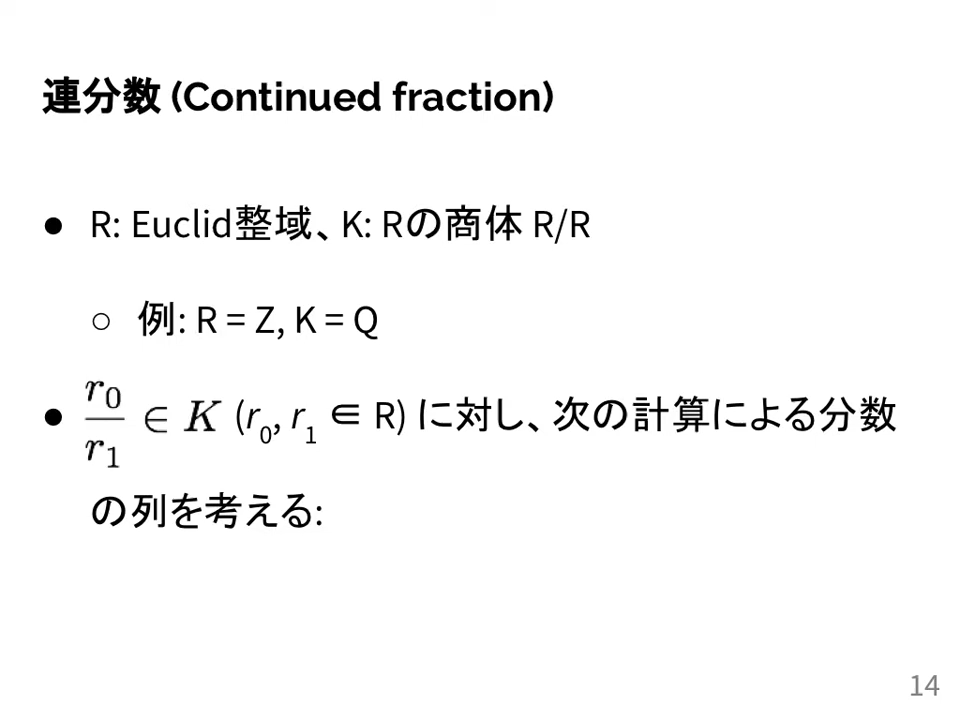 連分数 (Continued fraction)
● R: Euclid整域、K: Rの商体 R/R
○ 例: R = Z, K = Q
● r₀/r₁ ∈ K (r₀, r₁ ∈ R) に対し、次の計算による分数
の列を考える:
14